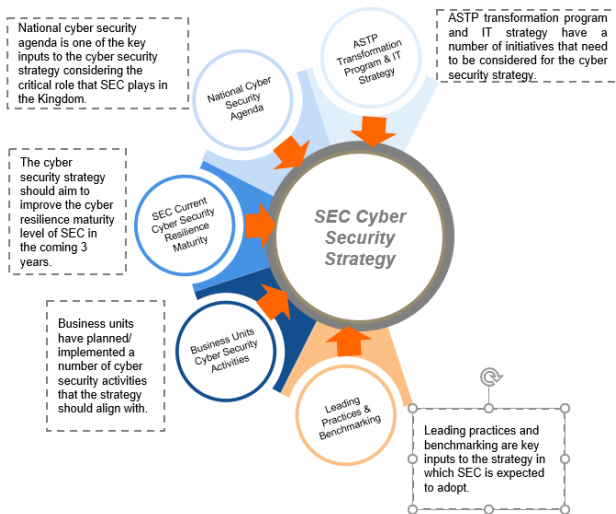 National cyber security
agenda is one of the key
inputs to the cyber security
strategy considering the
critical role that SEC plays in
the Kingdom.
ASTP transformation program
and IT strategy have a
number of initiatives that need
to be considered for the cyber
security strategy.
ASTP
Transformation
Program & IT
Strategy
National Cyber
Security
Agenda
The cyber
security strategy
should aim to
improve the cyber
resilience maturity
level of SEC in
the coming 3
years.
SEC Current
Cyber Security
Resilience
Maturity
SEC Cyber
Security
Strategy
Business units
have planned/
implemented a
number of cyber
security activities
that the strategy
should align with.
Business Units
Cyber Security
Activities
Leading
Practices &
Benchmarking
Leading practices and
benchmarking are key
inputs to the strategy in
which SEC is expected
to adopt.